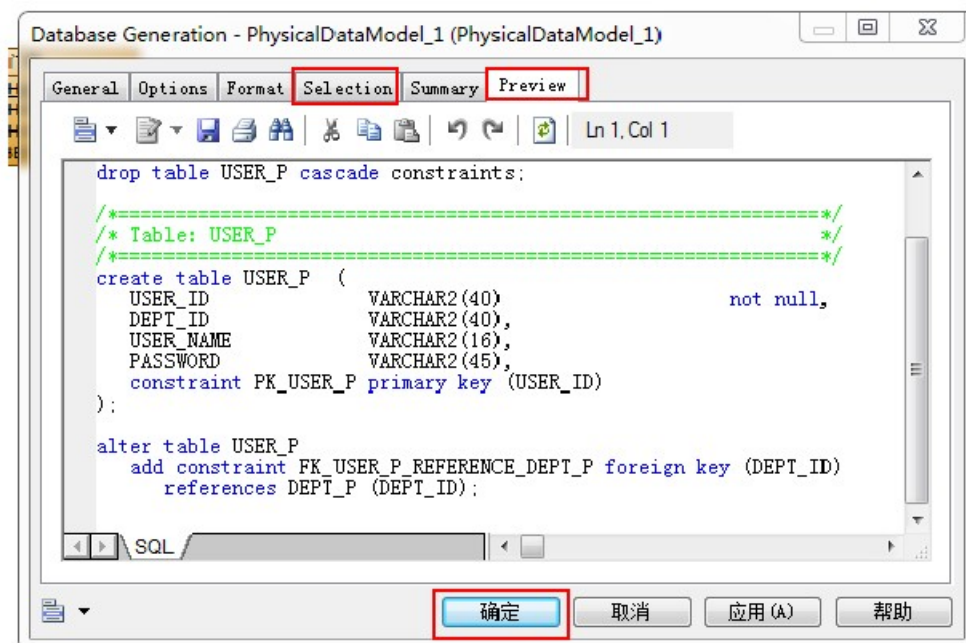 Database Generation - PhysicalDataModel_1 (PhysicalDataModel_1)
General Options Format Selection Summary Preview
Ln 1, Col 1
drop table USER_P cascade constraints;
/*==============================================================*/
/* Table: USER_P                                                */
/*==============================================================*/
create table USER_P  (
   USER_ID              VARCHAR2(40)                    not null,
   DEPT_ID              VARCHAR2(40),
   USER_NAME            VARCHAR2(16),
   PASSWORD             VARCHAR2(45),
   constraint PK_USER_P primary key (USER_ID)
);
alter table USER_P
   add constraint FK_USER_P_REFERENCE_DEPT_P foreign key (DEPT_ID)
      references DEPT_P (DEPT_ID);
SQL
确定 取消 应用(A) 帮助